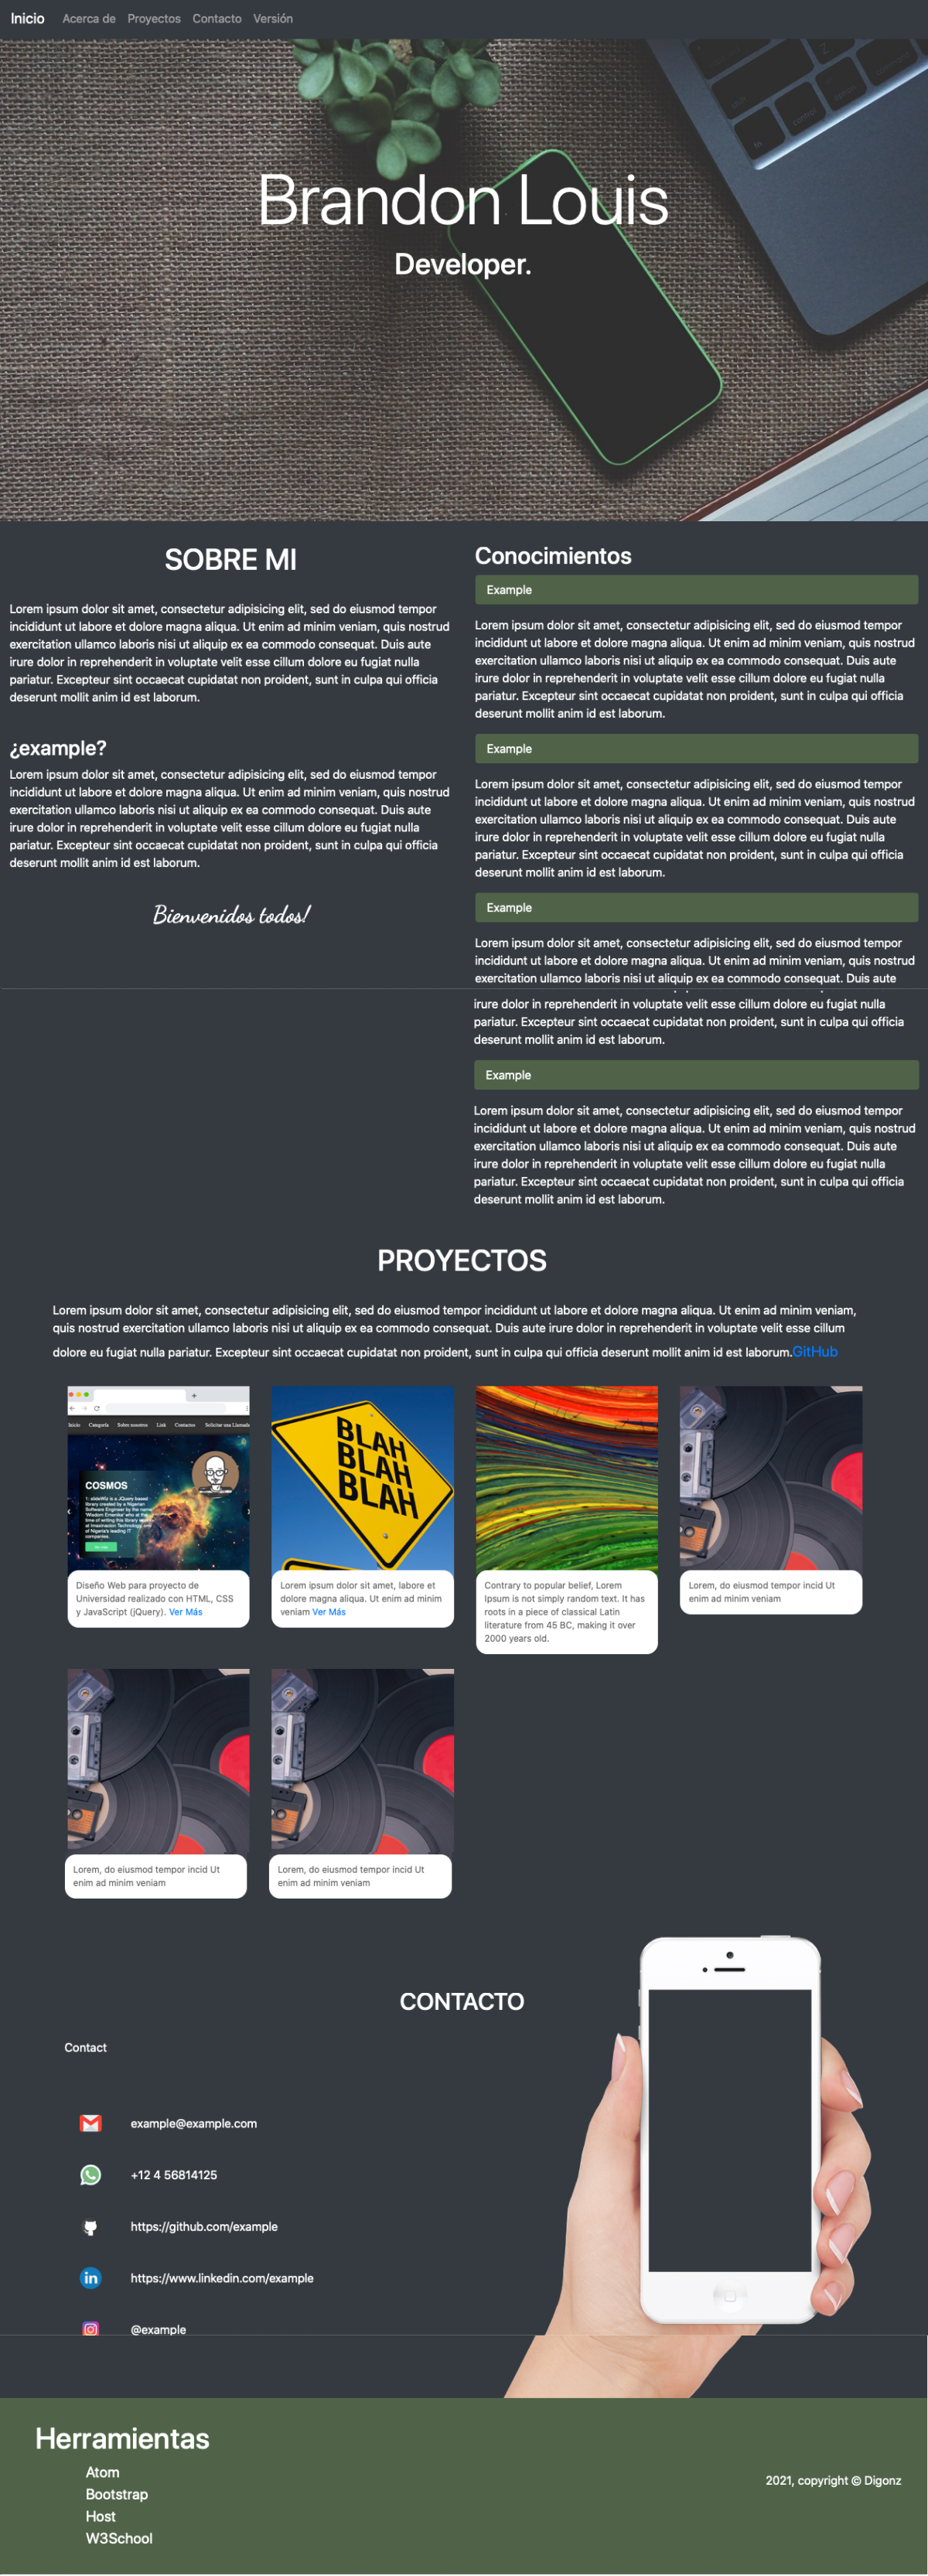 Inicio Acerca de Proyectos Contacto Versión
Brandon Louis
Developer.
SOBRE MI
Lorem ipsum dolor sit amet, consectetur adipisicing elit, sed do eiusmod tempor
incididunt ut labore et dolore magna aliqua. Ut enim ad minim veniam, quis nostrud
exercitation ullamco laboris nisi ut aliquip ex ea commodo consequat. Duis aute
irure dolor in reprehenderit in voluptate velit esse cillum dolore eu fugiat nulla
pariatur. Excepteur sint occaecat cupidatat non proident, sunt in culpa qui officia
deserunt mollit anim id est laborum.
¿example?
Lorem ipsum dolor sit amet, consectetur adipisicing elit, sed do eiusmod tempor
incididunt ut labore et dolore magna aliqua. Ut enim ad minim veniam, quis nostrud
exercitation ullamco laboris nisi ut aliquip ex ea commodo consequat. Duis aute
irure dolor in reprehenderit in voluptate velit esse cillum dolore eu fugiat nulla
pariatur. Excepteur sint occaecat cupidatat non proident, sunt in culpa qui officia
deserunt mollit anim id est laborum.
Bienvenidos todos!
Conocimientos
Example
Lorem ipsum dolor sit amet, consectetur adipisicing elit, sed do eiusmod tempor
incididunt ut labore et dolore magna aliqua. Ut enim ad minim veniam, quis nostrud
exercitation ullamco laboris nisi ut aliquip ex ea commodo consequat. Duis aute
irure dolor in reprehenderit in voluptate velit esse cillum dolore eu fugiat nulla
pariatur. Excepteur sint occaecat cupidatat non proident, sunt in culpa qui officia
deserunt mollit anim id est laborum.
Example
Lorem ipsum dolor sit amet, consectetur adipisicing elit, sed do eiusmod tempor
incididunt ut labore et dolore magna aliqua. Ut enim ad minim veniam, quis nostrud
exercitation ullamco laboris nisi ut aliquip ex ea commodo consequat. Duis aute
irure dolor in reprehenderit in voluptate velit esse cillum dolore eu fugiat nulla
pariatur. Excepteur sint occaecat cupidatat non proident, sunt in culpa qui officia
deserunt mollit anim id est laborum.
Example
Lorem ipsum dolor sit amet, consectetur adipisicing elit, sed do eiusmod tempor
incididunt ut labore et dolore magna aliqua. Ut enim ad minim veniam, quis nostrud
exercitation ullamco laboris nisi ut aliquip ex ea commodo consequat. Duis aute
irure dolor in reprehenderit in voluptate velit esse cillum dolore eu fugiat nulla
pariatur. Excepteur sint occaecat cupidatat non proident, sunt in culpa qui officia
deserunt mollit anim id est laborum.
Example
Lorem ipsum dolor sit amet, consectetur adipisicing elit, sed do eiusmod tempor
incididunt ut labore et dolore magna aliqua. Ut enim ad minim veniam, quis nostrud
exercitation ullamco laboris nisi ut aliquip ex ea commodo consequat. Duis aute
irure dolor in reprehenderit in voluptate velit esse cillum dolore eu fugiat nulla
pariatur. Excepteur sint occaecat cupidatat non proident, sunt in culpa qui officia
deserunt mollit anim id est laborum.
PROYECTOS
Lorem ipsum dolor sit amet, consectetur adipisicing elit, sed do eiusmod tempor incididunt ut labore et dolore magna aliqua. Ut enim ad minim veniam,
quis nostrud exercitation ullamco laboris nisi ut aliquip ex ea commodo consequat. Duis aute irure dolor in reprehenderit in voluptate velit esse cillum
dolore eu fugiat nulla pariatur. Excepteur sint occaecat cupidatat non proident, sunt in culpa qui officia deserunt mollit anim id est laborum.GitHub
Inicio Categoría Sobre nosotros Link Contactos Solicitar una Llamada
COSMOS
library created by a Nigerian
Software Engineer by the name
time of writing this library
of Nigeria's leading IT
companies.
Diseño Web para proyecto de
Universidad realizado con HTML, CSS
y JavaScript (jQuery). Ver Más
BLAH
BLAH
BLAH
Lorem ipsum dolor sit amet, labore et
dolore magna aliqua. Ut enim ad minim
veniam Ver Más
Contrary to popular belief, Lorem
Ipsum is not simply random text. It has
roots in a piece of classical Latin
literature from 45 BC, making it over
2000 years old.
Lorem, do eiusmod tempor incid Ut
enim ad minim veniam
Lorem, do eiusmod tempor incid Ut
enim ad minim veniam
Lorem, do eiusmod tempor incid Ut
enim ad minim veniam
CONTACTO
Contact
example@example.com
+12 4 56814125
https://github.com/example
in
https://www.linkedin.com/example
@example
Herramientas
Atom
Bootstrap
Host
W3School
2021, copyright © Digonz